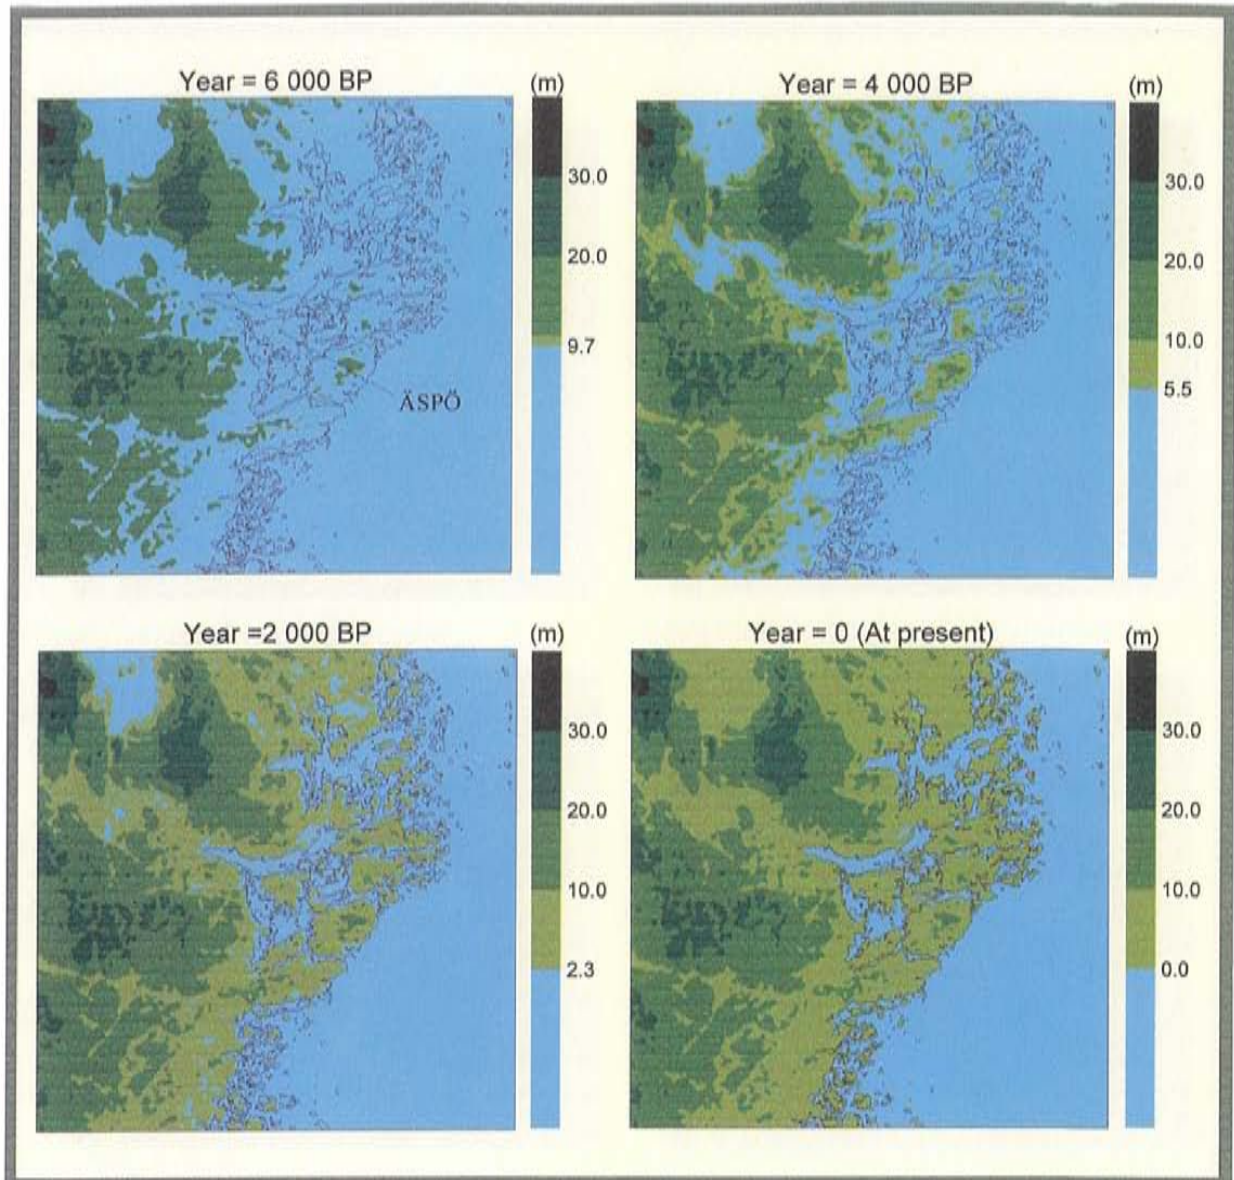 Year = 6 000 BP
(m)
30.0
20.0
9.7
ÄSPÖ
Year = 4 000 BP
(m)
30.0
20.0
10.0
5.5
Year =2 000 BP
(m)
30.0
20.0
10.0
2.3
Year = 0 (At present)
(m)
30.0
20.0
10.0
0.0